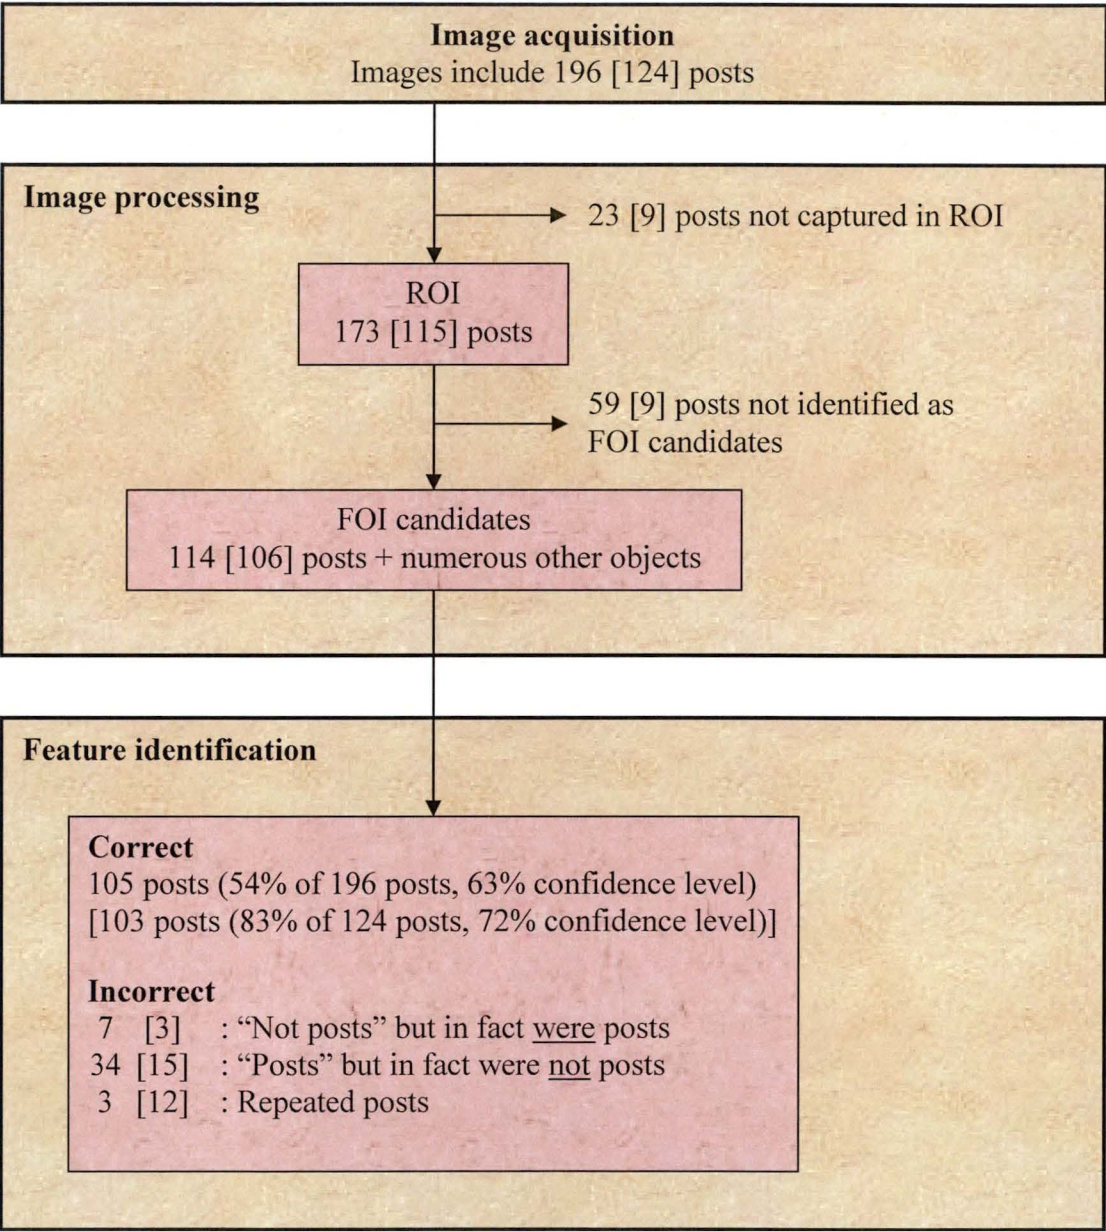 Image acquisition
Images include 196 [124] posts
Image processing
23 [9] posts not captured in ROI
ROI
173 [115] posts
59 [9] posts not identified as
FOI candidates
FOI candidates
114 [106] posts + numerous other objects
Feature identification
Correct
105 posts (54% of 196 posts, 63% confidence level)
[103 posts (83% of 124 posts, 72% confidence level)]
Incorrect
7 [3] : “Not posts” but in fact were posts
34 [15] : “Posts” but in fact were not posts
3 [12] : Repeated posts